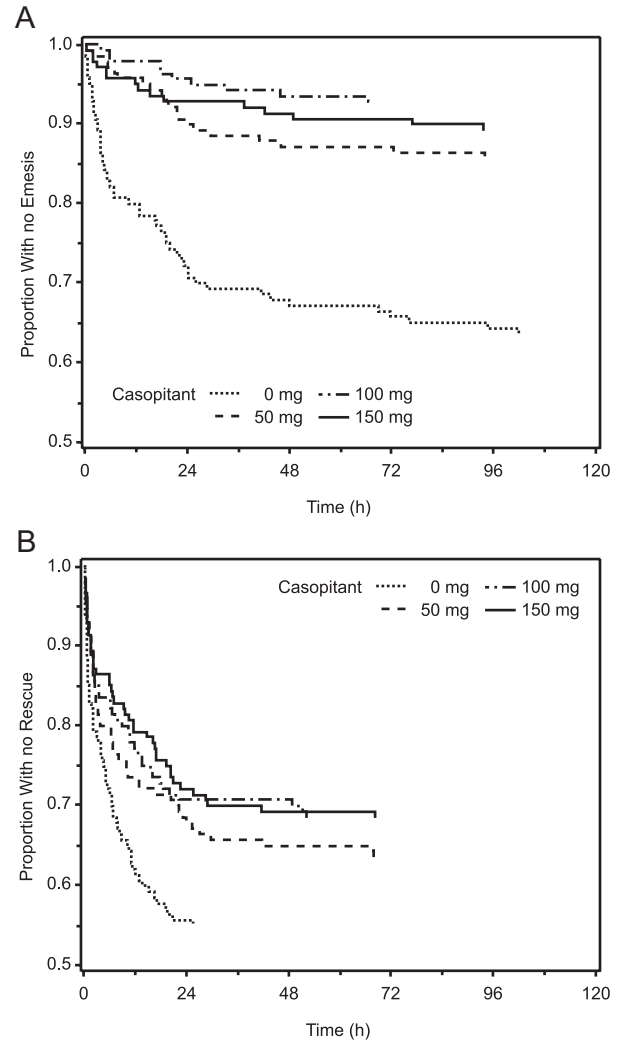 A
1.0
0.9
0.8
0.7
0.6
0.5
Proportion With no Emesis
Casopitant 0 mg 100 mg
50 mg 150 mg
0 24 48 72 96 120
Time (h)
B
1.0
0.9
0.8
0.7
0.6
0.5
Proportion With no Rescue
Casopitant 0 mg 100 mg
50 mg 150 mg
0 24 48 72 96 120
Time (h)